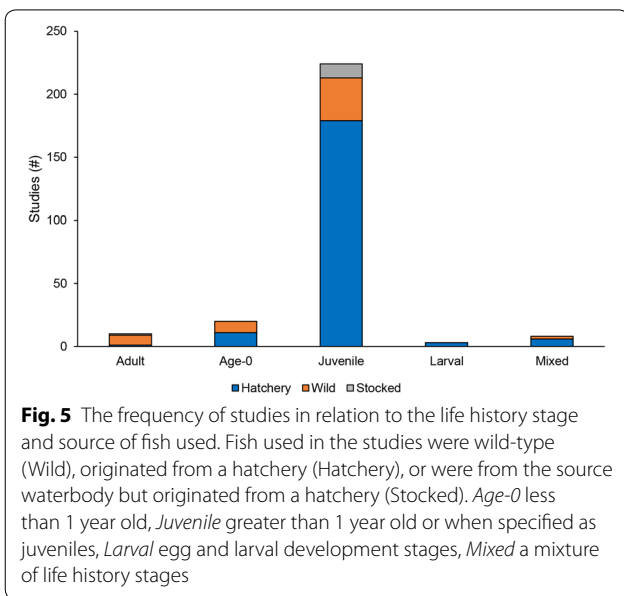 250
200
150
100
50
0
Studies (#)
Adult Age-0 Juvenile Larval Mixed
Hatchery Wild Stocked
Fig. 5 The frequency of studies in relation to the life history stage
and source of fish used. Fish used in the studies were wild-type
(Wild), originated from a hatchery (Hatchery), or were from the source
waterbody but originated from a hatchery (Stocked). Age-0 less
than 1 year old, Juvenile greater than 1 year old or when specified as
juveniles, Larval egg and larval development stages, Mixed a mixture
of life history stages